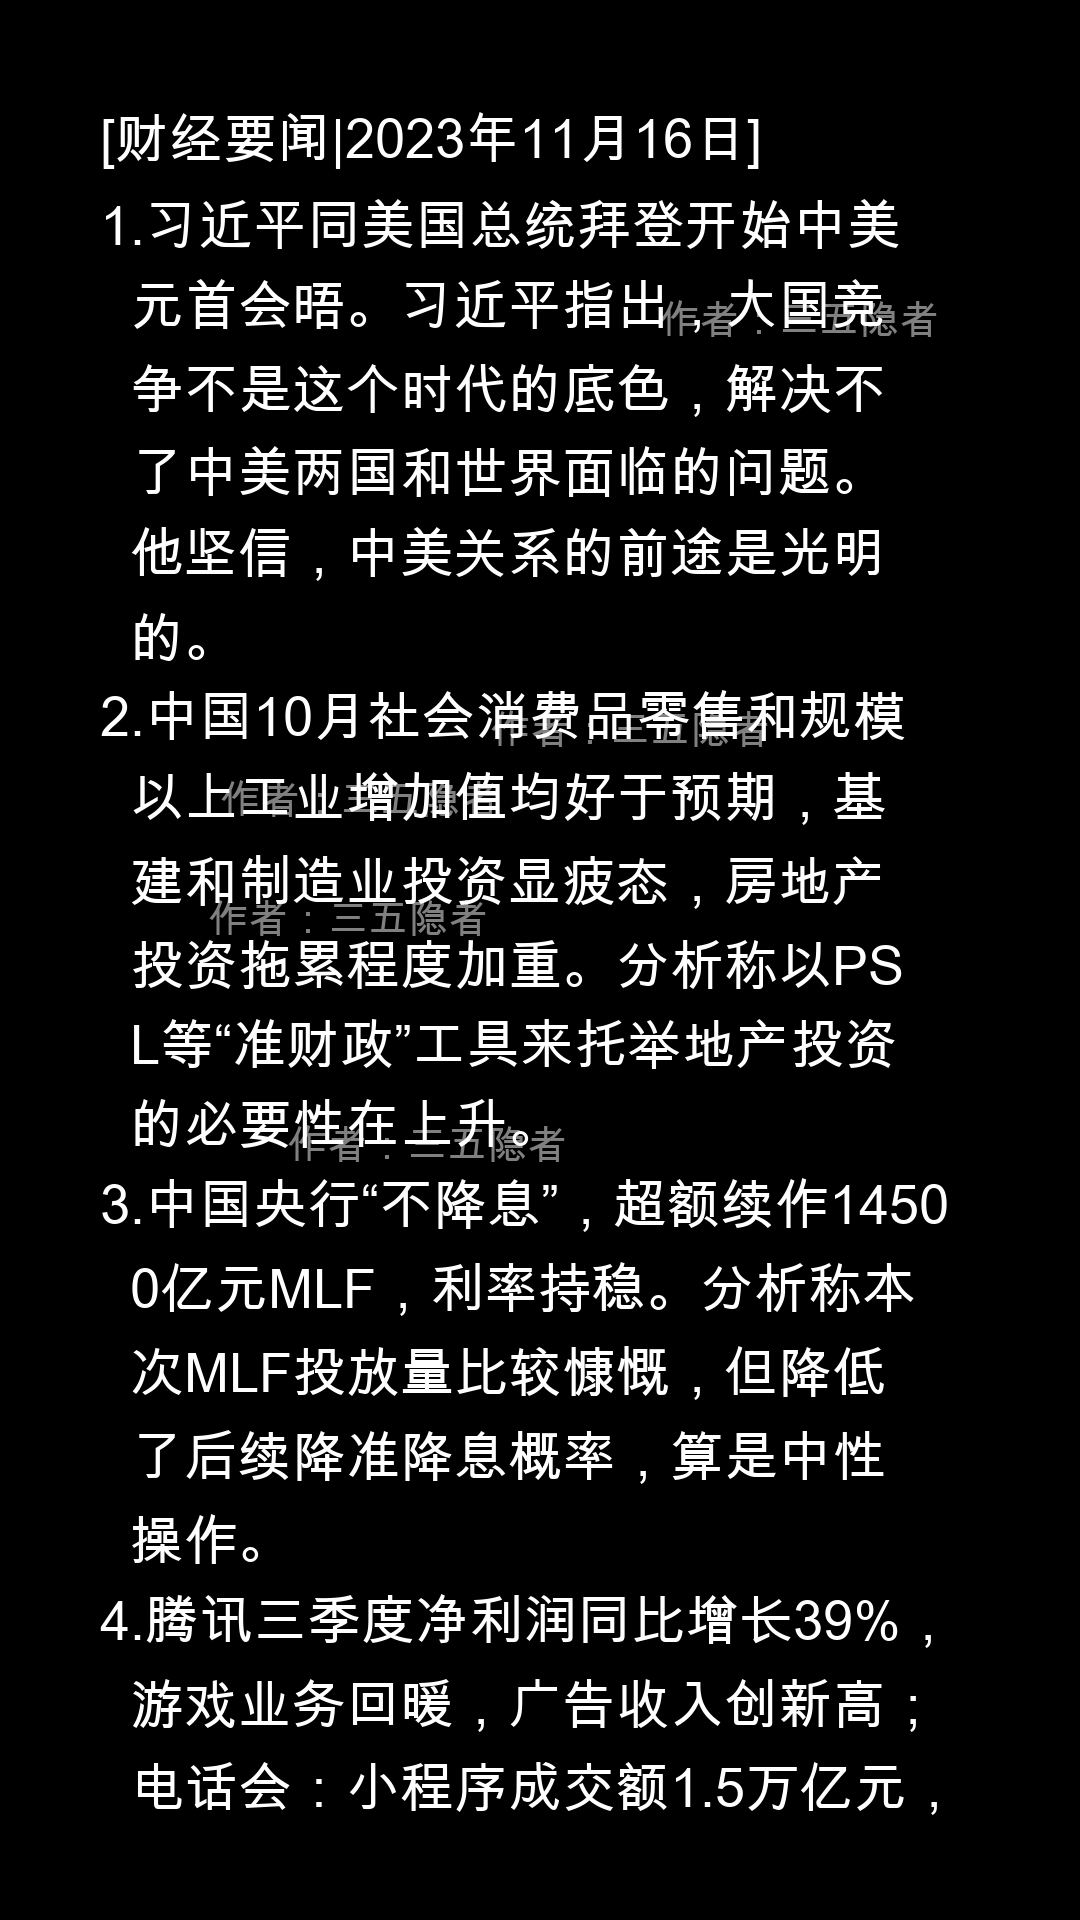 [财经要闻|2023年11月16日]
1.习近平同美国总统拜登开始中美
元首会晤。习近平指出，大国竞
作者：三五隐者
争不是这个时代的底色，解决不
了中美两国和世界面临的问题。
他坚信，中美关系的前途是光明
的。
2.中国10月社会消费品零售和规模
作者：三五隐者
以上工业增加值均好于预期，基
作者：三五隐者
建和制造业投资显疲态，房地产
作者：三五隐者
投资拖累程度加重。分析称以PS
L等“准财政”工具来托举地产投资
的必要性在上升。
作者：三五隐者
3.中国央行“不降息”，超额续作1450
0亿元MLF，利率持稳。分析称本
次MLF投放量比较慷慨，但降低
了后续降准降息概率，算是中性
操作。
4.腾讯三季度净利润同比增长39%，
游戏业务回暖，广告收入创新高；
电话会：小程序成交额1.5万亿元，